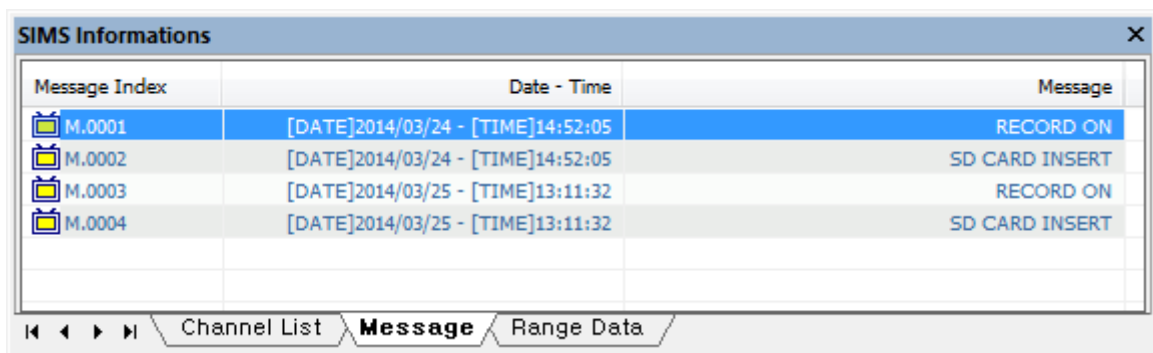 SIMS Informations
Message Index Date - Time Message
M.0001 [DATE]2014/03/24 - [TIME]14:52:05 RECORD ON
M.0002 [DATE]2014/03/24 - [TIME]14:52:05 SD CARD INSERT
M.0003 [DATE]2014/03/25 - [TIME]13:11:32 RECORD ON
M.0004 [DATE]2014/03/25 - [TIME]13:11:32 SD CARD INSERT
Channel List Message Range Data